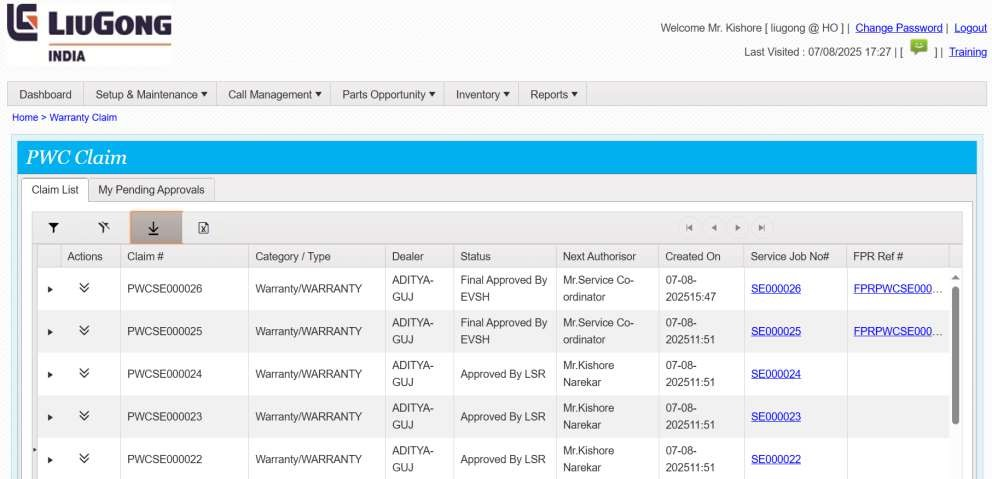 LIUGONG
INDIA
Welcome Mr. Kishore [ liugong @ HO ] | Change Password | Logout
Last Visited : 07/08/2025 17:27 | [ ] | Training
Dashboard Setup & Maintenance Call Management Parts Opportunity Inventory Reports
Home > Warranty Claim
PWC Claim
Claim List My Pending Approvals
Actions Claim # Category / Type Dealer Status Next Authorisor Created On Service Job No# FPR Ref #
PWCSE000026 Warranty/WARRANTY ADITYA-GUJ Final Approved By EVSH Mr.Service Co-ordinator 07-08-202515:47 SE000026 FPRPWCSE000...
PWCSE000025 Warranty/WARRANTY ADITYA-GUJ Final Approved By EVSH Mr.Service Co-ordinator 07-08-202511:51 SE000025 FPRPWCSE000...
PWCSE000024 Warranty/WARRANTY ADITYA-GUJ Approved By LSR Mr.Kishore Narekar 07-08-202511:51 SE000024
PWCSE000023 Warranty/WARRANTY ADITYA-GUJ Approved By LSR Mr.Kishore Narekar 07-08-202511:51 SE000023
PWCSE000022 Warranty/WARRANTY ADITYA-GUJ Approved By LSR Mr.Kishore Narekar 07-08-202511:51 SE000022